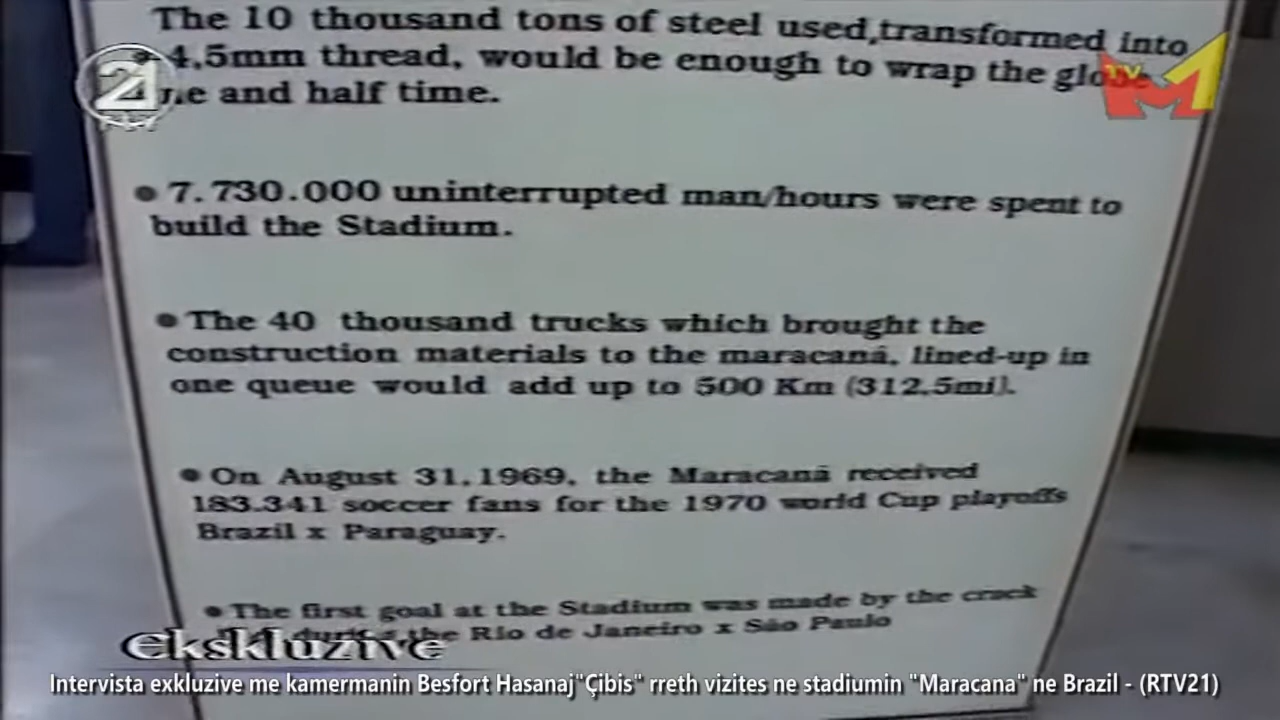 The 10 thousand tons of steel used,transformed into
4.5mm thread, would be enough to wrap the globe
and half time.
• 7.730.000 uninterrupted man/hours were spent to
build the Stadium.
• The 40 thousand trucks which brought the
construction materials to the maracanã, lined-up in
one queue would add up to 500 Km (312.5mi).
• On August 31.1969, the Maracanã received
183.341 soccer fans for the 1970 world Cup playoffs
Brazil x Paraguay.
• The first goal at the Stadium was made by the crack
the Rio de Janeiro x São Paulo
21
TV M1
Ekskluzive
Intervista exkluzive me kamermanin Besfort Hasanaj"Çibis" rreth vizites ne stadiumin "Maracana" ne Brazil - (RTV21)